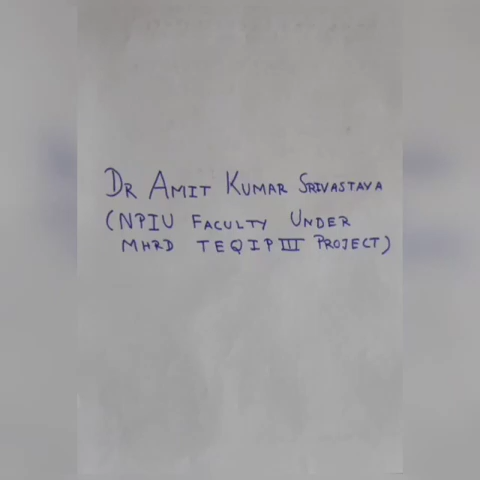 DR AMIT KUMAR SRIVASTAVA
(NPIU FACULTY UNDER
MHRD TEQIP III PROJECT)